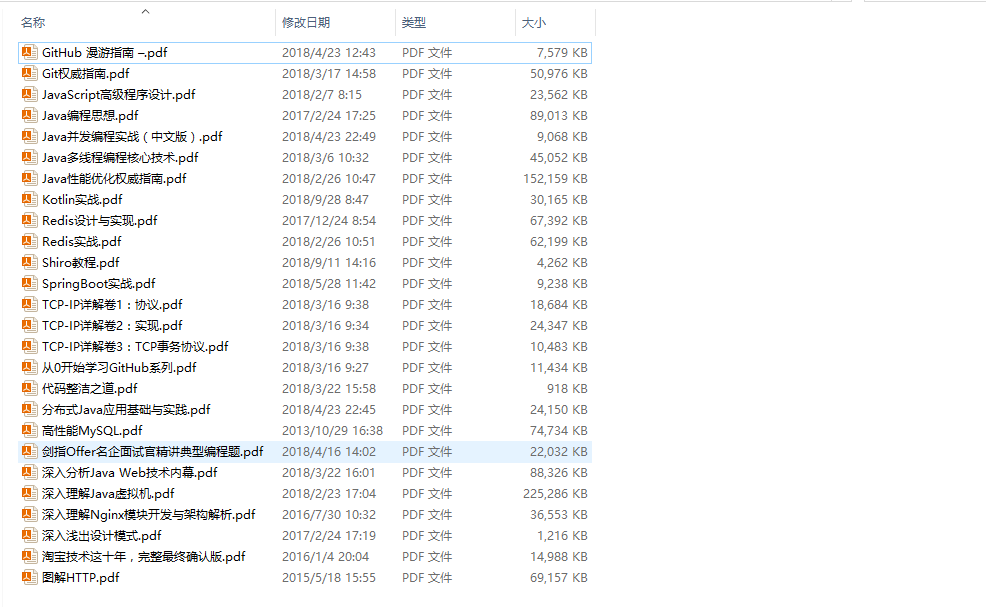 名称 修改日期 类型 大小
GitHub 漫游指南 –.pdf 2018/4/23 12:43 PDF 文件 7,579 KB
Git权威指南.pdf 2018/3/17 14:58 PDF 文件 50,976 KB
JavaScript高级程序设计.pdf 2018/2/7 8:15 PDF 文件 23,562 KB
Java编程思想.pdf 2017/2/24 17:25 PDF 文件 89,013 KB
Java并发编程实战（中文版）.pdf 2018/4/23 22:49 PDF 文件 9,068 KB
Java多线程编程核心技术.pdf 2018/3/6 10:32 PDF 文件 45,052 KB
Java性能优化权威指南.pdf 2018/2/26 10:47 PDF 文件 152,159 KB
Kotlin实战.pdf 2018/9/28 8:47 PDF 文件 30,165 KB
Redis设计与实现.pdf 2017/12/24 8:54 PDF 文件 67,392 KB
Redis实战.pdf 2018/2/26 10:51 PDF 文件 62,199 KB
Shiro教程.pdf 2018/9/11 14:16 PDF 文件 4,262 KB
SpringBoot实战.pdf 2018/5/28 11:42 PDF 文件 9,238 KB
TCP-IP详解卷1：协议.pdf 2018/3/16 9:38 PDF 文件 18,684 KB
TCP-IP详解卷2：实现.pdf 2018/3/16 9:34 PDF 文件 24,347 KB
TCP-IP详解卷3：TCP事务协议.pdf 2018/3/16 9:38 PDF 文件 10,483 KB
从0开始学习GitHub系列.pdf 2018/3/16 9:27 PDF 文件 11,434 KB
代码整洁之道.pdf 2018/3/22 15:58 PDF 文件 918 KB
分布式Java应用基础与实践.pdf 2018/4/23 22:45 PDF 文件 24,150 KB
高性能MySQL.pdf 2013/10/29 16:38 PDF 文件 74,734 KB
剑指Offer名企面试官精讲典型编程题.pdf 2018/4/16 14:02 PDF 文件 22,032 KB
深入分析Java Web技术内幕.pdf 2018/3/22 16:01 PDF 文件 88,326 KB
深入理解Java虚拟机.pdf 2018/2/23 17:04 PDF 文件 225,286 KB
深入理解Nginx模块开发与架构解析.pdf 2016/7/30 10:32 PDF 文件 36,553 KB
深入浅出设计模式.pdf 2017/2/24 17:19 PDF 文件 1,216 KB
淘宝技术这十年，完整最终确认版.pdf 2016/1/4 20:04 PDF 文件 14,988 KB
图解HTTP.pdf 2015/5/18 15:55 PDF 文件 69,157 KB